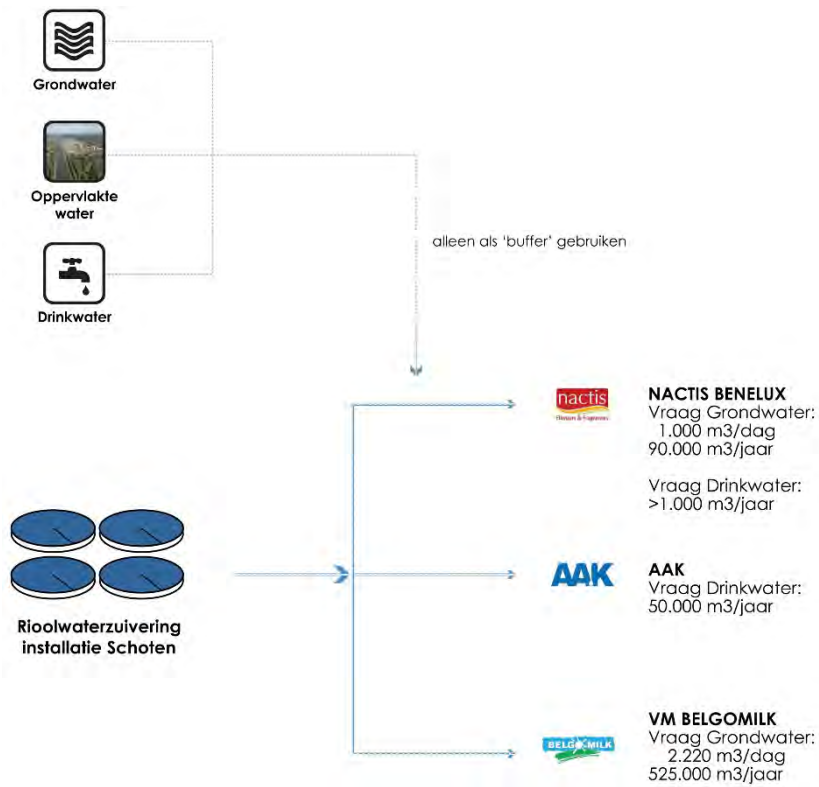 Grondwater
Oppervlakte
water
Drinkwater
alleen als ‘buffer’ gebruiken
Rioolwaterzuivering
installatie Schoten
nactis
NACTIS BENELUX
Vraag Grondwater:
1.000 m3/dag
90.000 m3/jaar
Vraag Drinkwater:
>1.000 m3/jaar
AAK
AAK
Vraag Drinkwater:
50.000 m3/jaar
BELGOMILK
VM BELGOMILK
Vraag Grondwater:
2.220 m3/dag
525.000 m3/jaar